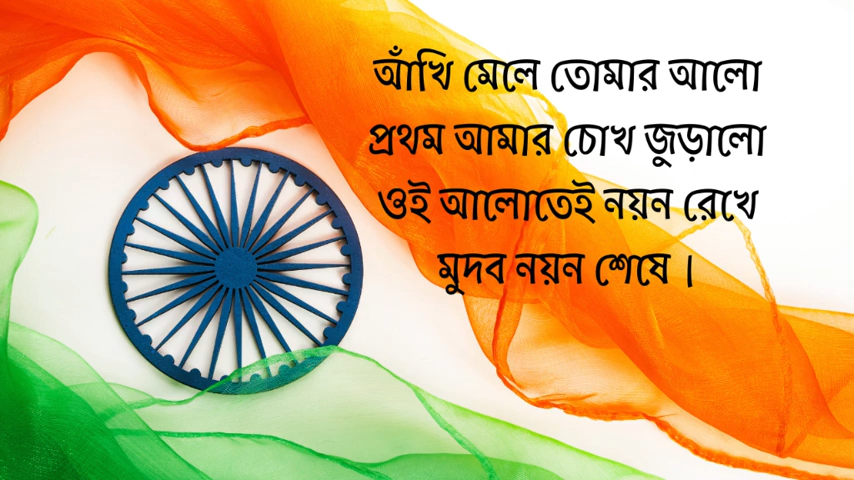 আঁখি মেলে তোমার আলো
প্রথম আমার চোখ জুড়ালো
ওই আলোতেই নয়ন রেখে
মুদব নয়ন শেষে।